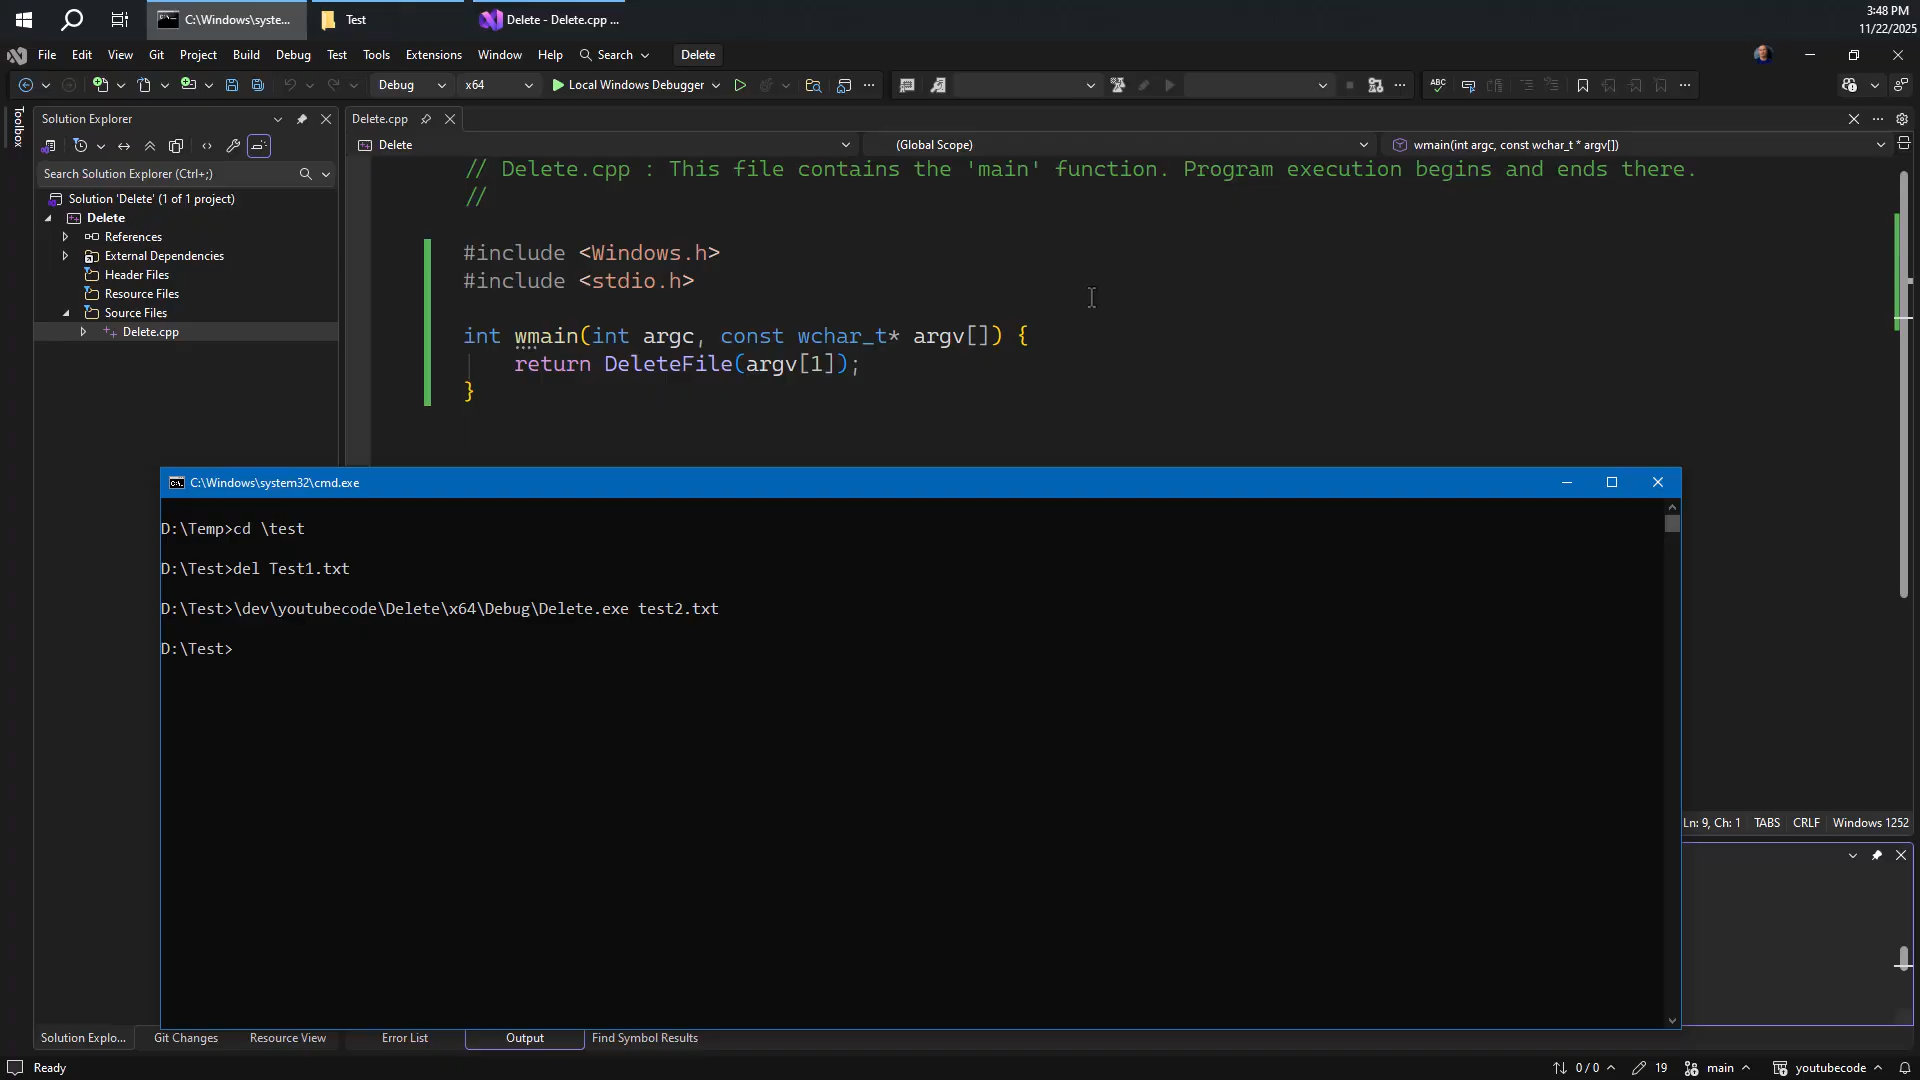 C:\Windows\syste...
Test
Delete - Delete.cpp ...
3:48 PM
11/22/2025
File Edit View Git Project Build Debug Test Tools Extensions Window Help Search Delete
Debug x64 Local Windows Debugger
Toolbox
Solution Explorer
Search Solution Explorer (Ctrl+;)
Solution 'Delete' (1 of 1 project)
Delete
References
External Dependencies
Header Files
Resource Files
Source Files
Delete.cpp
Delete.cpp
Delete (Global Scope) wmain(int argc, const wchar_t * argv[])
// Delete.cpp : This file contains the 'main' function. Program execution begins and ends there.
//
#include <Windows.h>
#include <stdio.h>
int wmain(int argc, const wchar_t* argv[]) {
return DeleteFile(argv[1]);
}
C:\Windows\system32\cmd.exe
D:\Temp>cd \test
D:\Test>del Test1.txt
D:\Test>\dev\youtubecode\Delete\x64\Debug\Delete.exe test2.txt
D:\Test>
Ln: 9, Ch: 1 TABS CRLF Windows 1252
Solution Explo... Git Changes Resource View Error List Output Find Symbol Results
Ready 0 / 0 19 main youtubecode